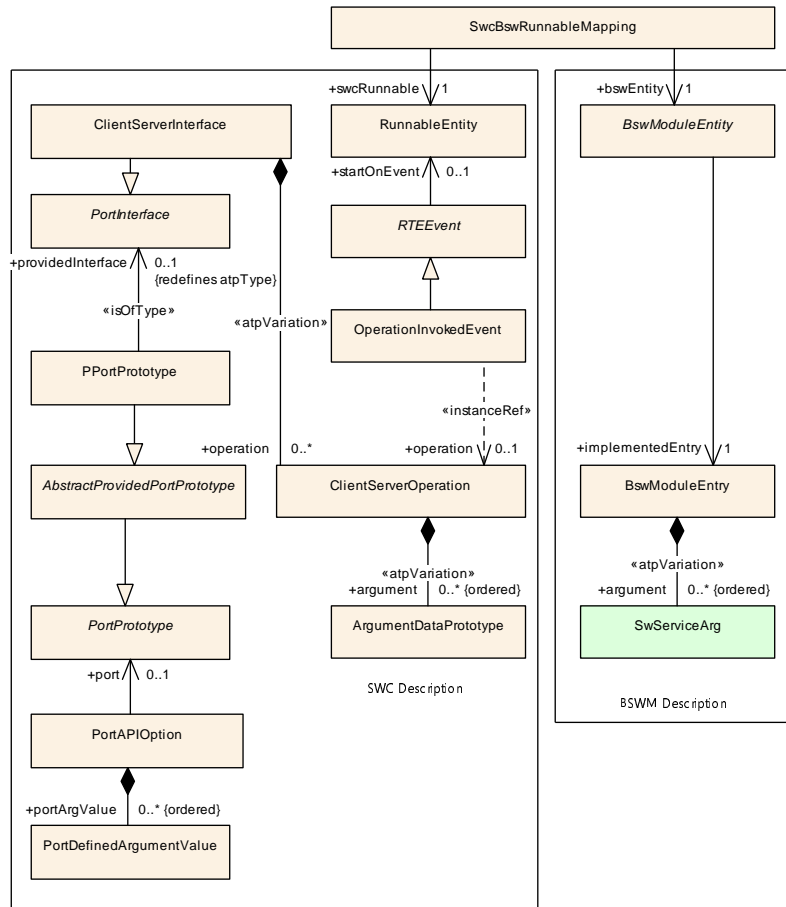 SwcBswRunnableMapping
+swcRunnable 1
+bswEntity 1
ClientServerInterface
RunnableEntity
BswModuleEntity
+startOnEvent 0..1
PortInterface
RTEEvent
+providedInterface 0..1
{redefines atpType}
«isOfType»
«atpVariation»
OperationInvokedEvent
PPortPrototype
«instanceRef»
+operation 0..*
+operation 0..1
+implementedEntry 1
AbstractProvidedPortPrototype
ClientServerOperation
BswModuleEntry
«atpVariation»
«atpVariation»
+argument 0..* {ordered}
+argument 0..* {ordered}
PortPrototype
ArgumentDataPrototype
SwServiceArg
+port 0..1
SWC Description
BSWM Description
PortAPIOption
+portArgValue 0..* {ordered}
PortDefinedArgumentValue